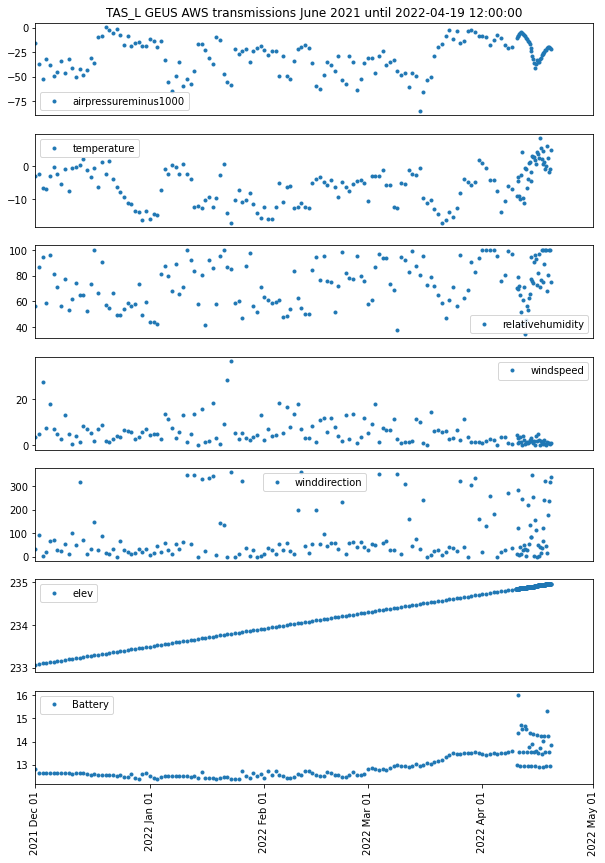 TAS_L GEUS AWS transmissions June 2021 until 2022-04-19 12:00:00
0
−25
−50
−75
airpressureminus1000
0
−10
temperature
100
80
60
40
relativehumidity
20
0
windspeed
300
200
100
0
winddirection
235
234
233
elev
16
15
14
13
Battery
2021 Dec 01
2022 Jan 01
2022 Feb 01
2022 Mar 01
2022 Apr 01
2022 May 01